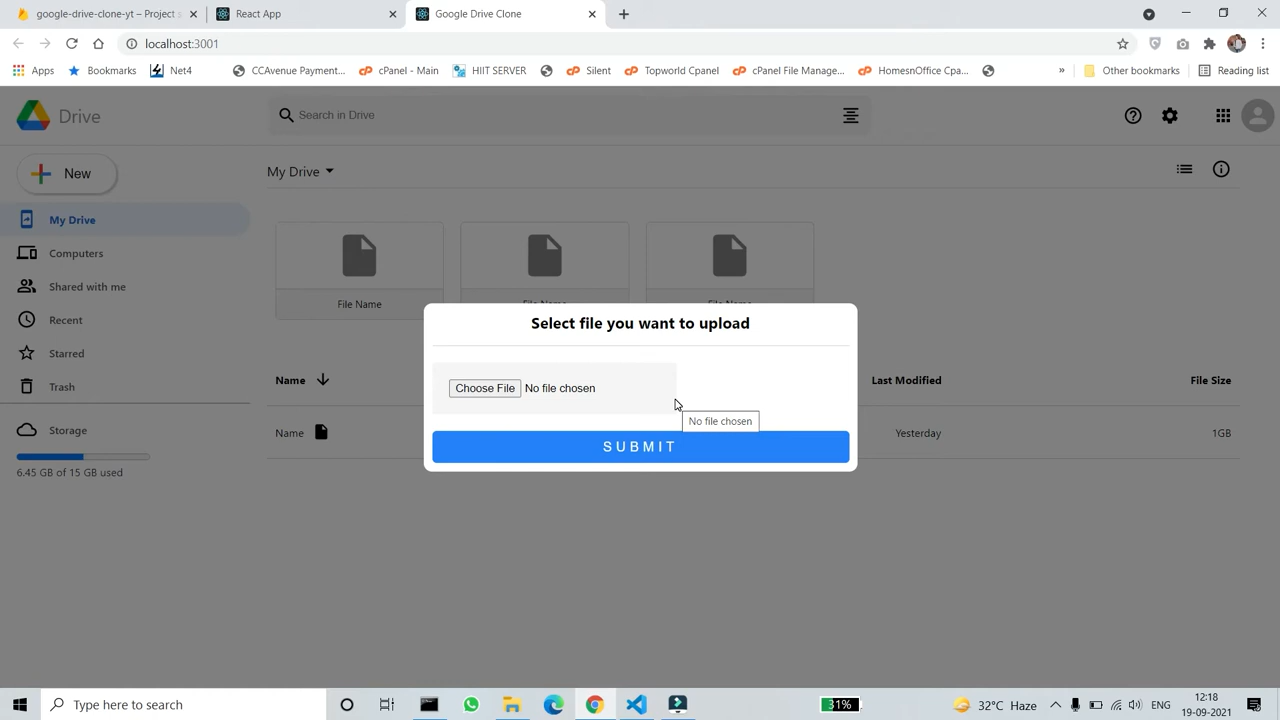 google-drive-clone-yt – Project s
React App
Google Drive Clone
localhost:3001
Apps
Bookmarks
Net4
CCAvenue Payment...
cPanel - Main
HIIT SERVER
Silent
Topworld Cpanel
cPanel File Manage...
HomesnOffice Cpa...
»
Other bookmarks
Reading list
Drive
Search in Drive
New
My Drive
My Drive
Computers
Shared with me
Recent
Starred
Trash
Storage
6.45 GB of 15 GB used
File Name
File Name
File Name
Select file you want to upload
Choose File No file chosen
No file chosen
SUBMIT
Name
Last Modified
File Size
Name
Yesterday
1GB
Type here to search
31%
32°C Haze
ENG
12:18
19-09-2021